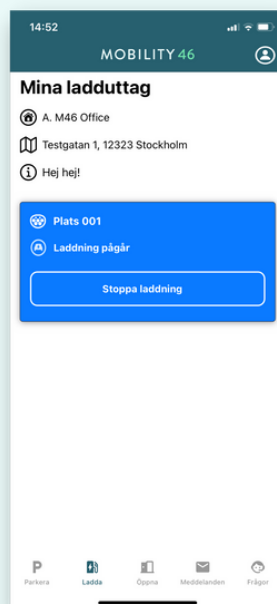 14:52
MOBILITY46
Mina ladduttag
A. M46 Office
Testgatan 1, 12323 Stockholm
Hej hej!
Plats 001
Laddning pågår
Stoppa laddning
P
Parkera Ladda Öppna Meddelanden Frågor